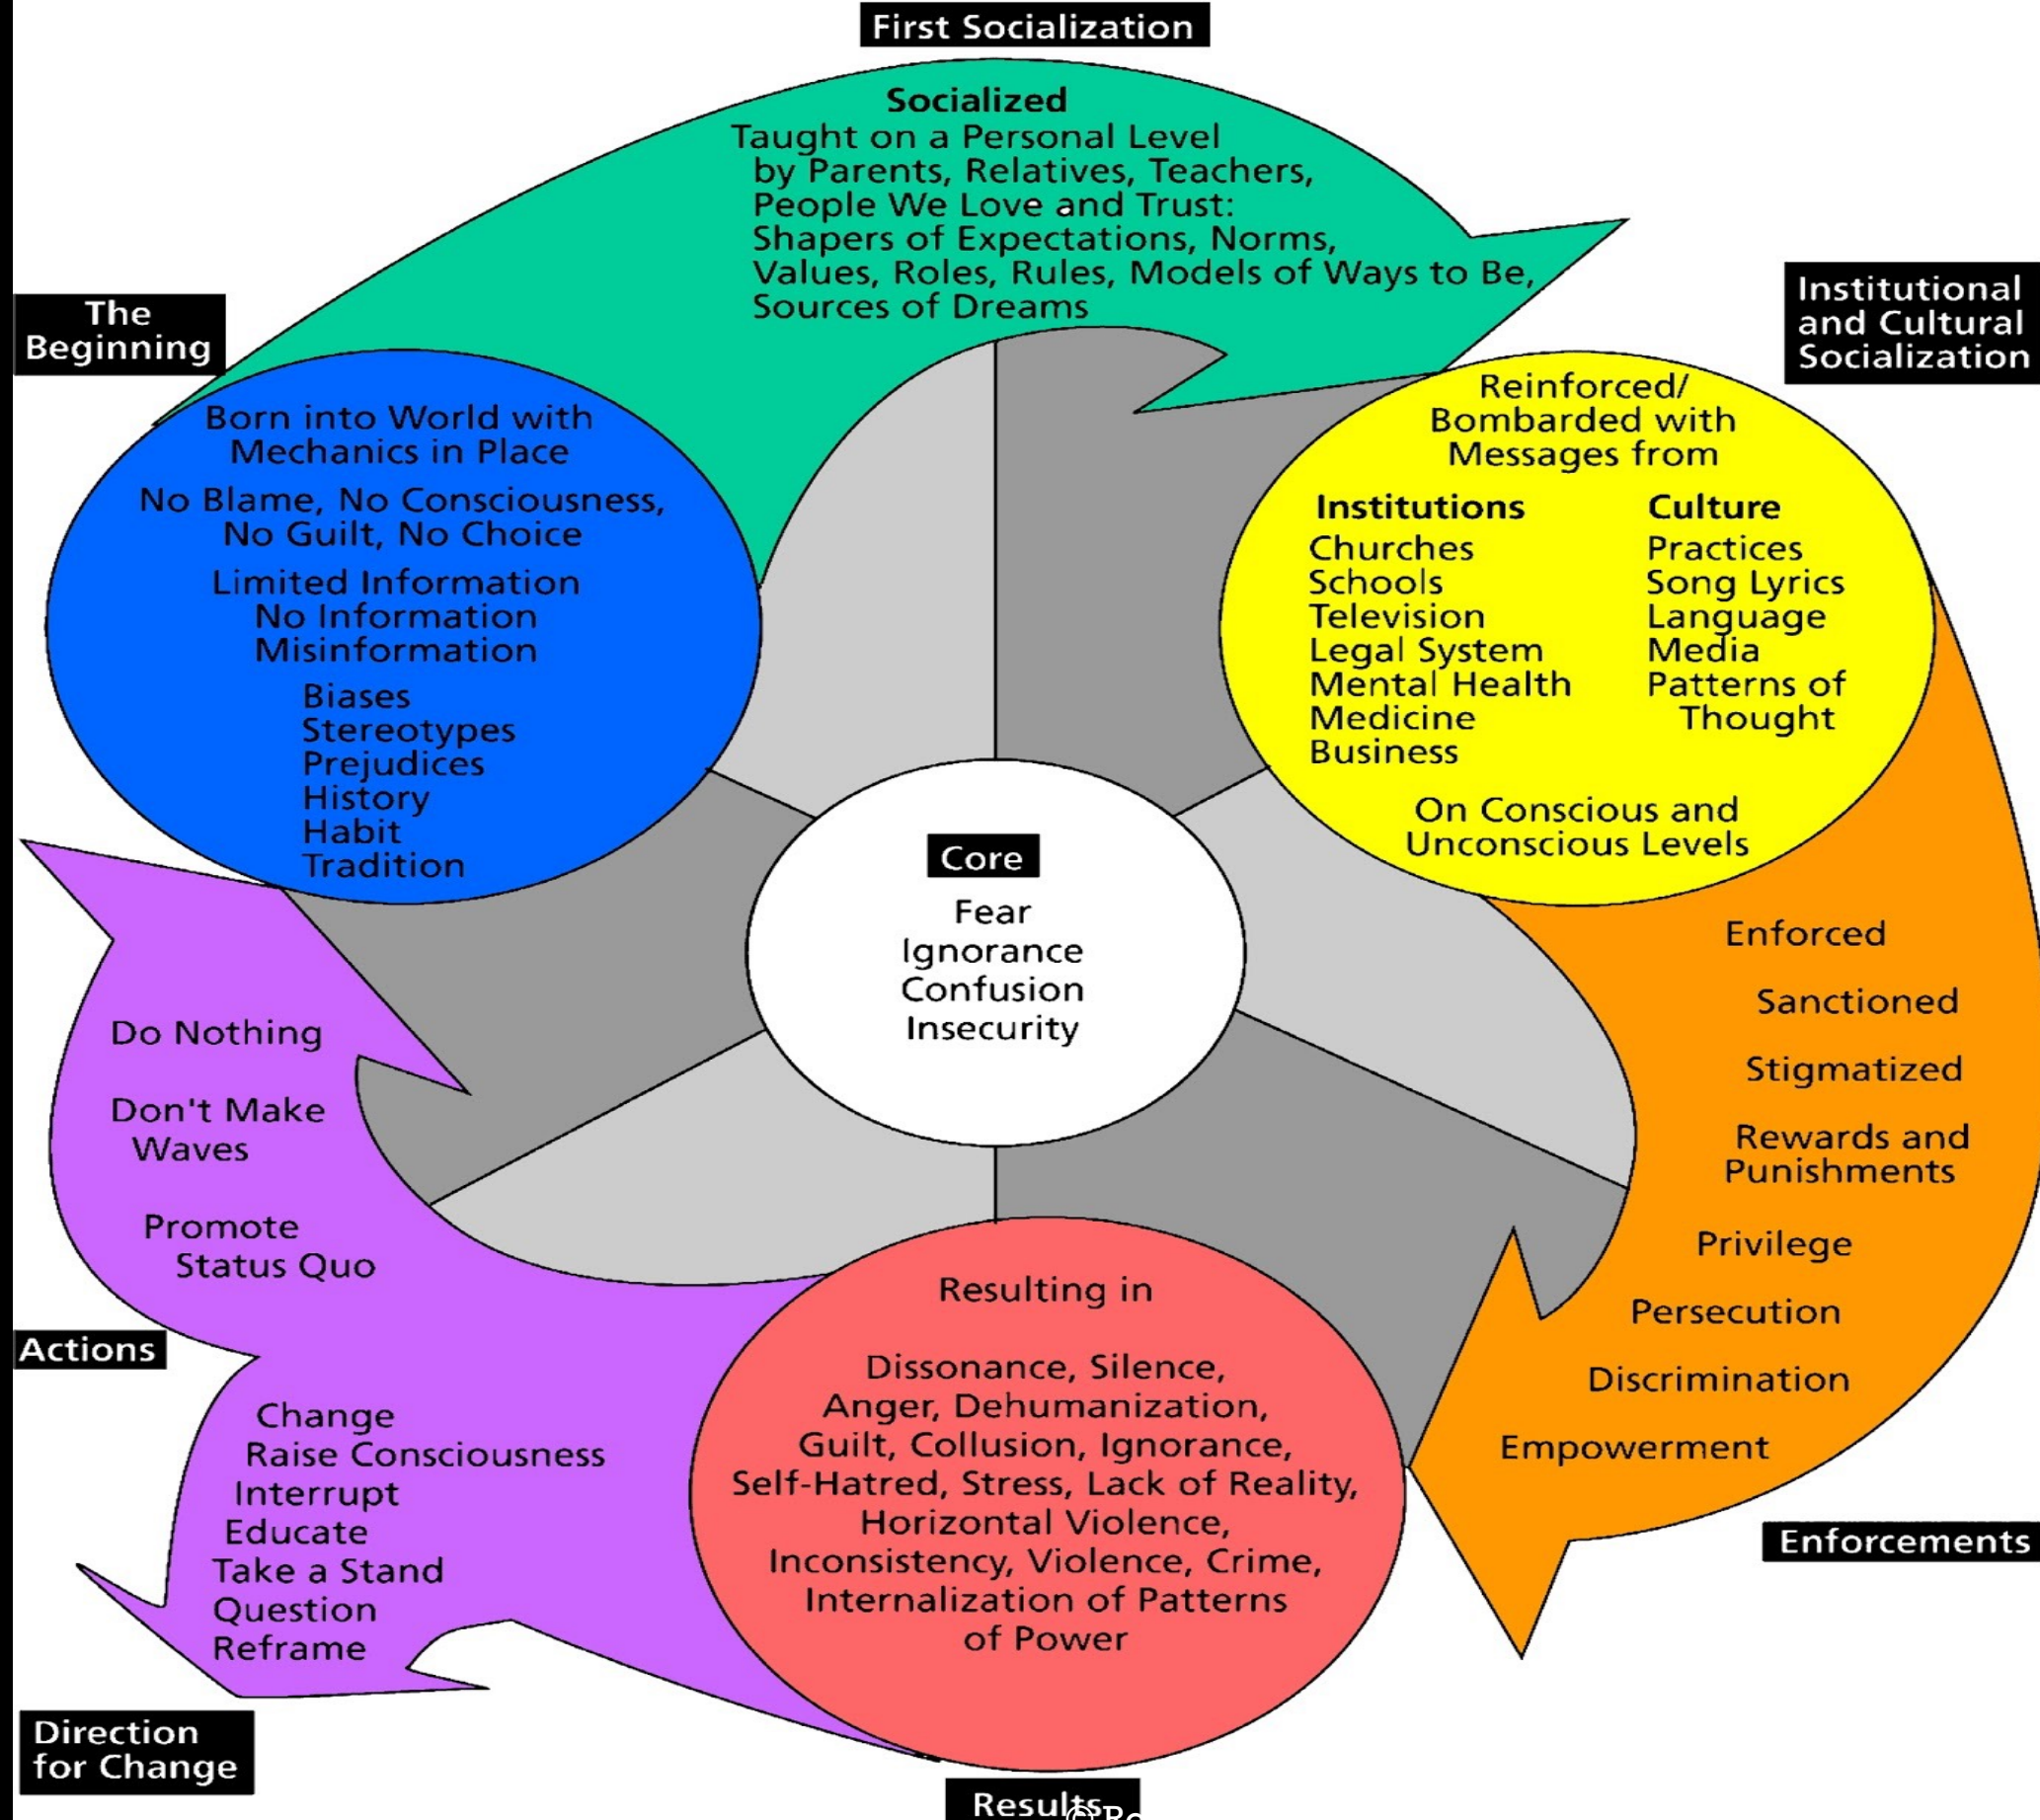 First Socialization
Socialized
Taught on a Personal Level
by Parents, Relatives, Teachers,
People We Love and Trust:
Shapers of Expectations, Norms,
Values, Roles, Rules, Models of Ways to Be,
Sources of Dreams
The
Beginning
Born into World with
Mechanics in Place
No Blame, No Consciousness,
No Guilt, No Choice
Limited Information
No Information
Misinformation
Biases
Stereotypes
Prejudices
History
Habit
Tradition
Institutional
and Cultural
Socialization
Reinforced/
Bombarded with
Messages from
Institutions
Churches
Schools
Television
Legal System
Mental Health
Medicine
Business
Culture
Practices
Song Lyrics
Language
Media
Patterns of
Thought
On Conscious and
Unconscious Levels
Core
Fear
Ignorance
Confusion
Insecurity
Enforced
Sanctioned
Stigmatized
Rewards and
Punishments
Privilege
Persecution
Discrimination
Empowerment
Enforcements
Resulting in
Dissonance, Silence,
Anger, Dehumanization,
Guilt, Collusion, Ignorance,
Self-Hatred, Stress, Lack of Reality,
Horizontal Violence,
Inconsistency, Violence, Crime,
Internalization of Patterns
of Power
Results
Do Nothing
Don't Make
Waves
Promote
Status Quo
Actions
Change
Raise Consciousness
Interrupt
Educate
Take a Stand
Question
Reframe
Direction
for Change
©